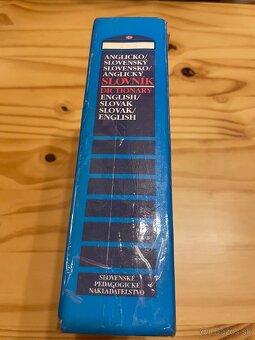 ANGLICKO/
SLOVENSKÝ
SLOVENSKO/
ANGLICKÝ
SLOVNÍK
DICTIONARY
ENGLISH/
SLOVAK
SLOVAK/
ENGLISH
SLOVENSKÉ
PEDAGOGICKÉ
NAKLADATEĽSTVO